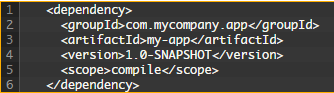 1 <dependency>
2 <groupId>com.mycompany.app</groupId>
3 <artifactId>my-app</artifactId>
4 <version>1.0-SNAPSHOT</version>
5 <scope>compile</scope>
6 </dependency>